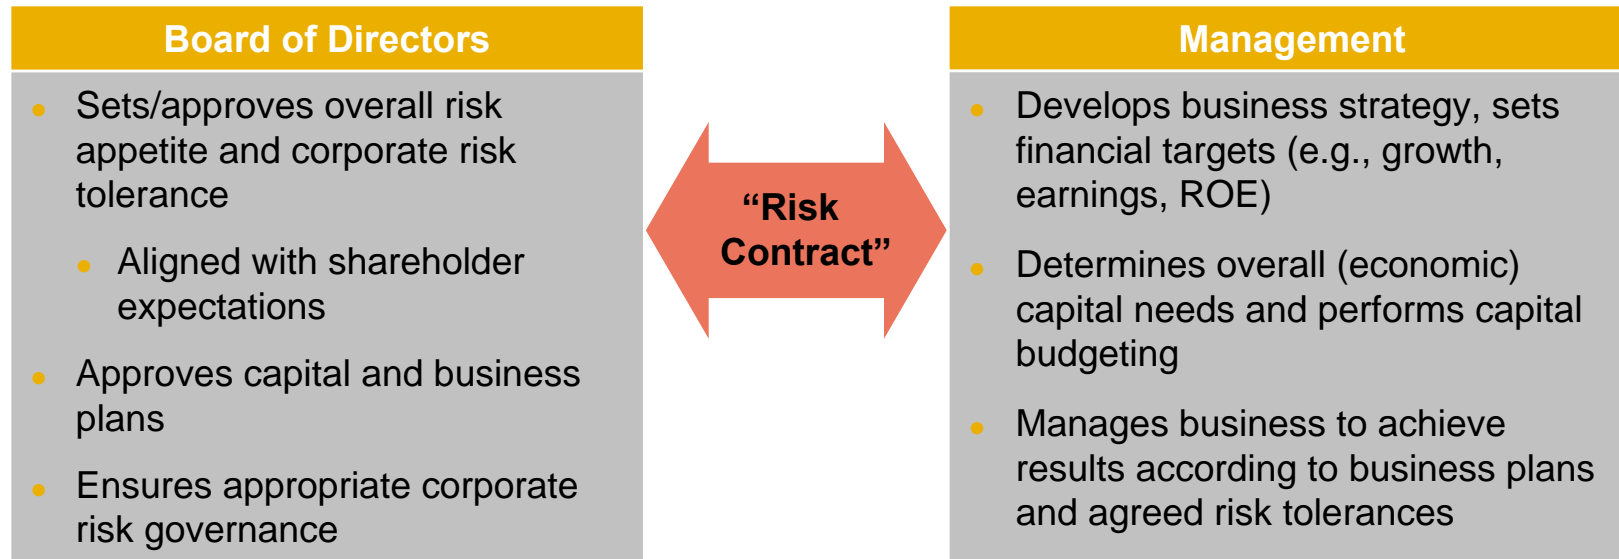 Board of Directors
• Sets/approves overall risk
appetite and corporate risk
tolerance
• Aligned with shareholder
expectations
• Approves capital and business
plans
• Ensures appropriate corporate
risk governance
“Risk
Contract”
Management
• Develops business strategy, sets
financial targets (e.g., growth,
earnings, ROE)
• Determines overall (economic)
capital needs and performs capital
budgeting
• Manages business to achieve
results according to business plans
and agreed risk tolerances